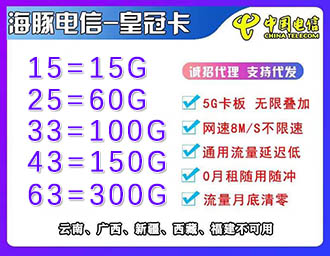 海豚电信-皇冠卡
中国电信
CHINA TELECOM
诚招代理 支持代发
15=15G
25=60G
33=100G
43=150G
63=300G
5G卡板 无限叠加
网速8M/S不限速
通用流量延迟低
0月租随用随冲
流量月底清零
云南、广西、新疆、西藏、福建不可用